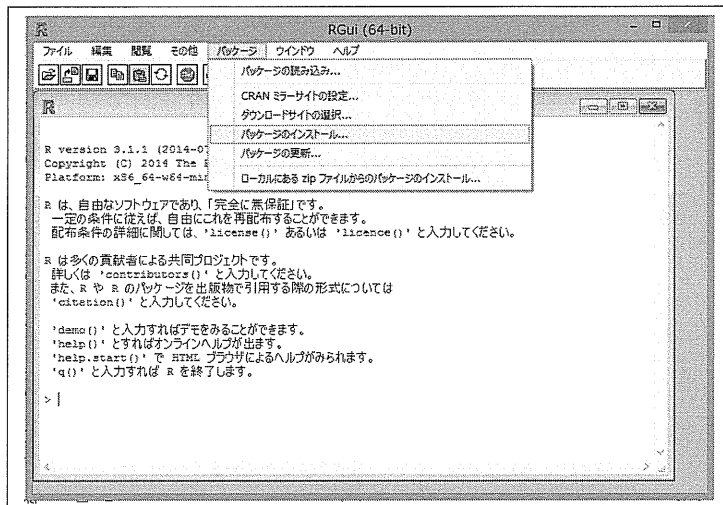 RGui (64-bit)
ファイル 編集 閲覧 その他 パッケージ ウインドウ ヘルプ
パッケージの読み込み...
CRAN ミラーサイトの設定...
ダウンロードサイトの選択...
パッケージのインストール...
パッケージの更新...
ローカルにある zip ファイルからのパッケージのインストール...
R version 3.1.1 (2014-07
Copyright (C) 2014 The
Platform: x86_64-w64-min
R は、自由なソフトウェアであり、「完全に無保証」です。
一定の条件に従えば、自由にこれを再配布することができます。
配布条件の詳細に関しては、'license()' あるいは 'licence()' と入力してください。
R は多くの貢献者による共同プロジェクトです。
詳しくは 'contributors()' と入力してください。
また、R や R のパッケージを出版物で引用する際の形式については
'citation()' と入力してください。
'demo()' と入力すればデモをみることができます。
'help()' とすればオンラインヘルプが出ます。
'help.start()' で HTML ブラウザによるヘルプがみられます。
'q()' と入力すれば R を終了します。
> |